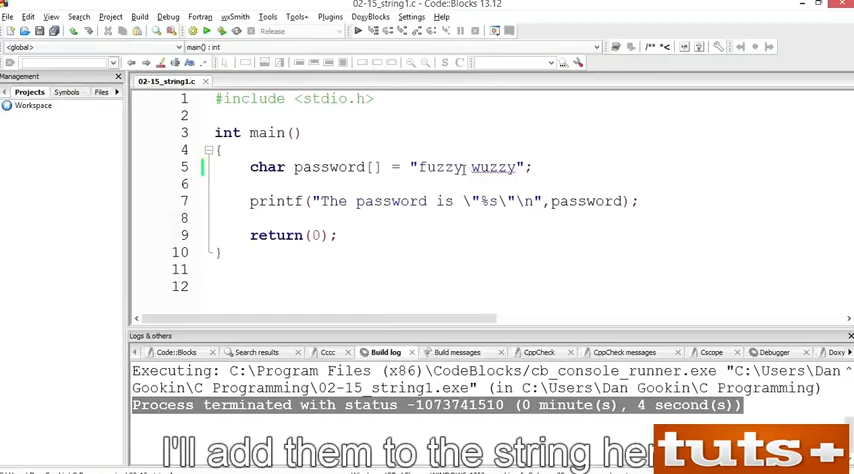 02-15_string1.c - Code::Blocks 13.12
File Edit View Search Project Build Debug Fortran wxSmith Tools Tools+ Plugins DoxyBlocks Settings Help
Release
<global> main() : int
/** *<
S C
Management
Projects Symbols Files
Workspace
02-15_string1.c
1 #include <stdio.h>
2
3 int main()
4 {
5 char password[] = "fuzzy wuzzy";
6
7 printf("The password is \"%s\"\n",password);
8
9 return(0);
10 }
11
12
Logs & others
Code::Blocks Search results Cccc Build log Build messages CppCheck CppCheck messages Cscope Debugger Doxy
Executing: C:\Program Files (x86)\CodeBlocks/cb_console_runner.exe "C:\Users\Dan
Gookin\C Programming\02-15_string1.exe" (in C:\Users\Dan Gookin\C Programming)
Process terminated with status -1073741510 (0 minute(s), 4 second(s))
I'll add them to the string her
tuts+